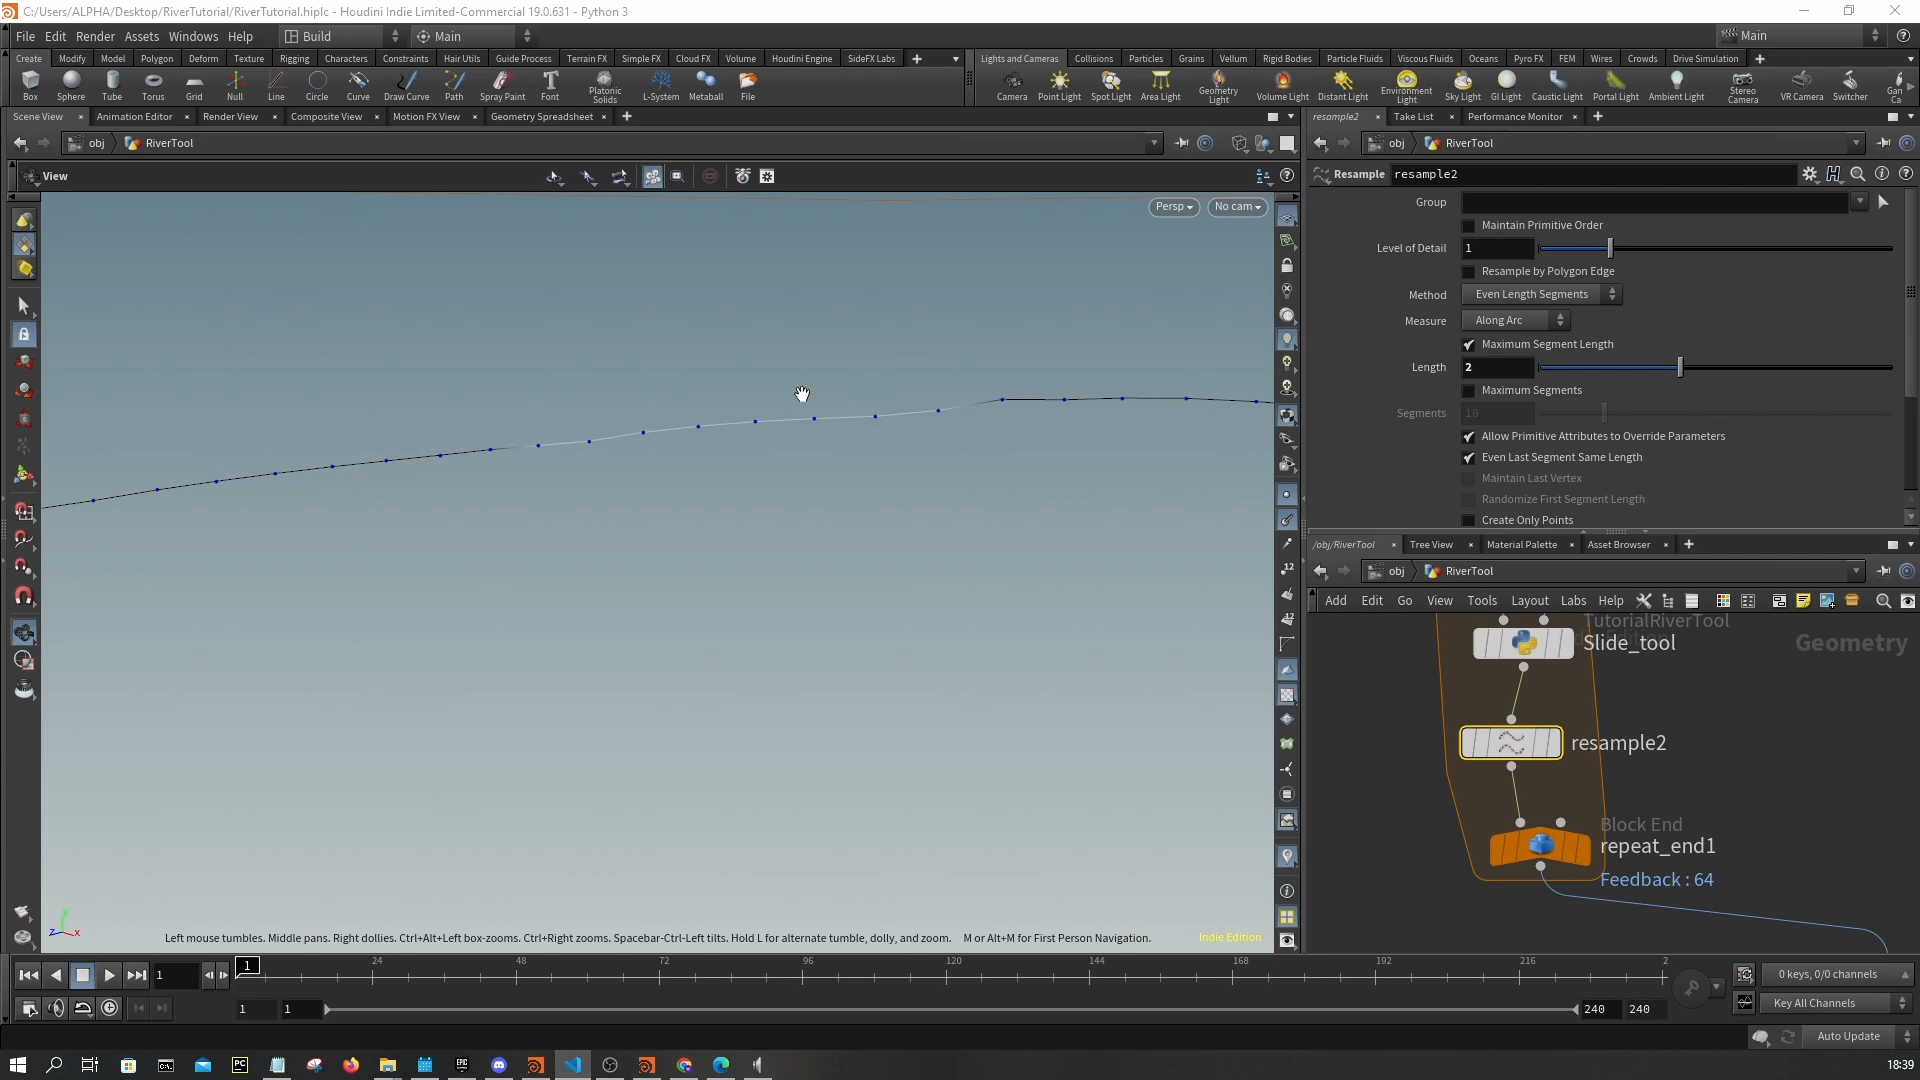 C:/Users/ALPHA/Desktop/RiverTutorial/RiverTutorial.hiplc - Houdini Indie Limited-Commercial 19.0.631 - Python 3
File Edit Render Assets Windows Help Build Main Main
Create Modify Model Polygon Deform Texture Rigging Characters Constraints Hair Utils Guide Process Terrain FX Simple FX Cloud FX Volume Houdini Engine SideFX Labs
Lights and Cameras Collisions Particles Grains Vellum Rigid Bodies Particle Fluids Viscous Fluids Oceans Pyro FX FEM Wires Crowds Drive Simulation
Box Sphere Tube Torus Grid Null Line Circle Curve Draw Curve Path Spray Paint Font Platonic Solids L-System Metaball File
Camera Point Light Spot Light Area Light Geometry Light Volume Light Distant Light Environment Light Sky Light GI Light Caustic Light Portal Light Ambient Light Stereo Camera VR Camera Switcher Gan Ca
Scene View Animation Editor Render View Composite View Motion FX View Geometry Spreadsheet
resample2 Take List Performance Monitor
obj RiverTool
obj RiverTool
View
Resample resample2
Persp No cam
Group
Maintain Primitive Order
Level of Detail 1
Resample by Polygon Edge
Method Even Length Segments
Measure Along Arc
Maximum Segment Length
Length 2
Maximum Segments
Segments 10
Allow Primitive Attributes to Override Parameters
Even Last Segment Same Length
Maintain Last Vertex
Randomize First Segment Length
Create Only Points
/obj/RiverTool Tree View Material Palette Asset Browser
obj RiverTool
Add Edit Go View Tools Layout Labs Help
TutorialRiverTool
Slide_tool
Geometry
resample2
Block End
repeat_end1
Feedback : 64
12
12
Left mouse tumbles. Middle pans. Right dollies. Ctrl+Alt+Left box-zooms. Ctrl+Right zooms. Spacebar-Ctrl-Left tilts. Hold L for alternate tumble, dolly, and zoom. M or Alt+M for First Person Navigation.
Indie Edition
z x
1 1 24 48 72 96 120 144 168 192 216 2
0 keys, 0/0 channels
1 1 240 240
Key All Channels
Auto Update
18:39